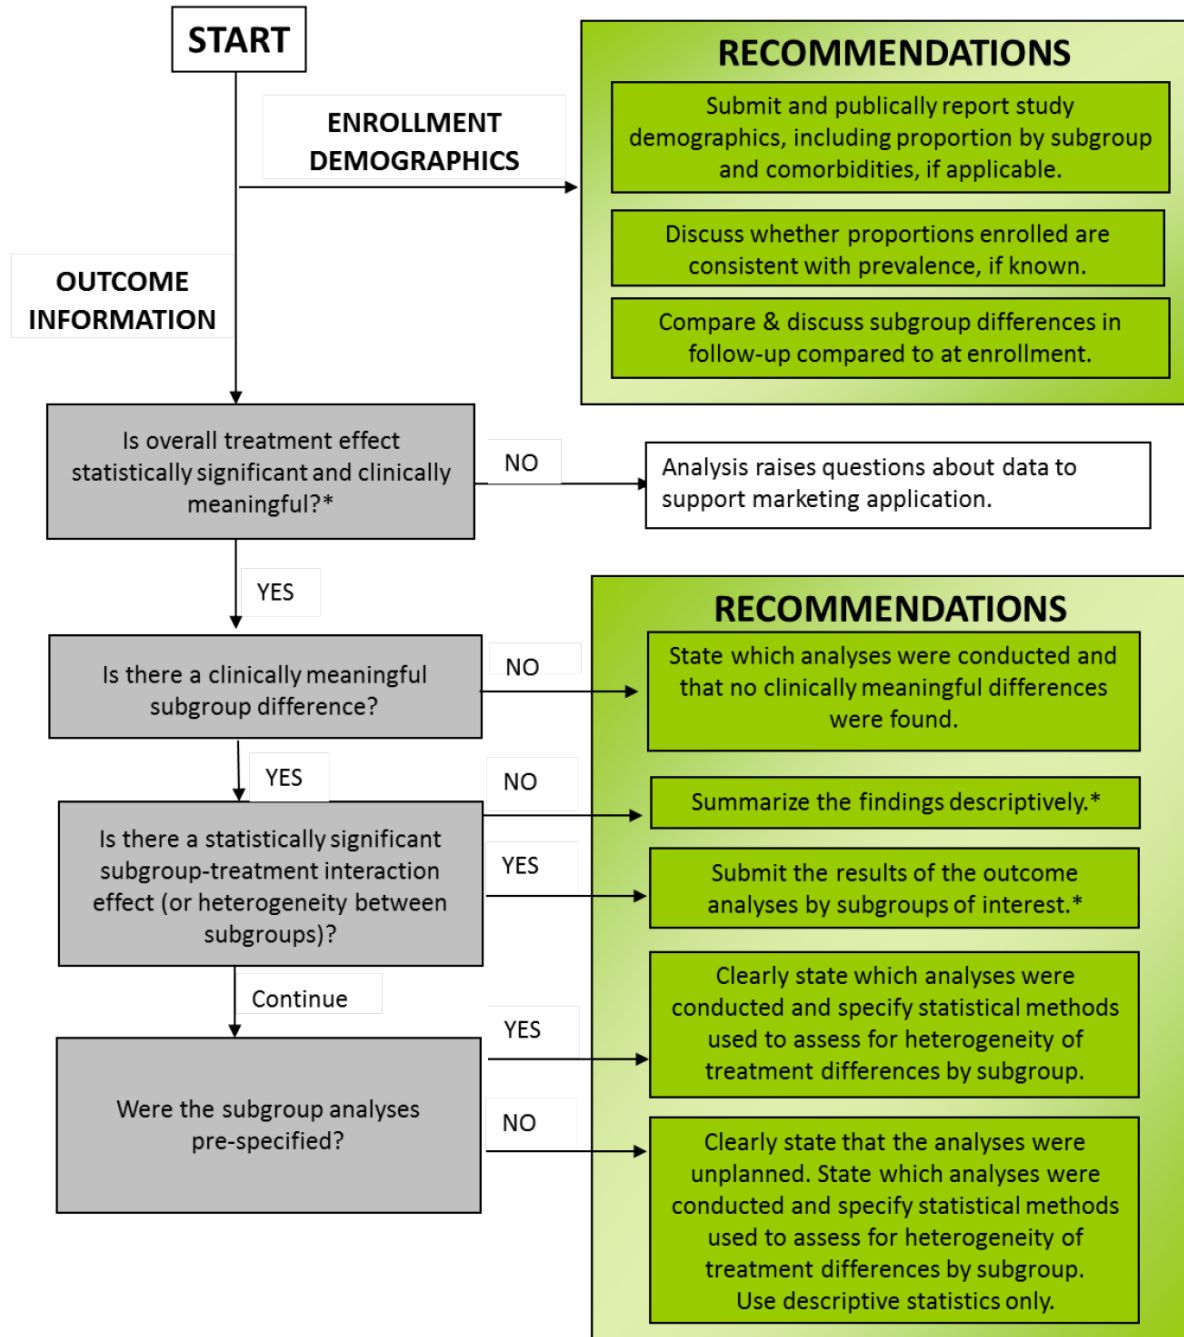 START
RECOMMENDATIONS
Submit and publically report study
demographics, including proportion by subgroup
and comorbidities, if applicable.
ENROLLMENT
DEMOGRAPHICS
Discuss whether proportions enrolled are
consistent with prevalence, if known.
Compare & discuss subgroup differences in
follow-up compared to at enrollment.
OUTCOME
INFORMATION
Is overall treatment effect
statistically significant and clinically
meaningful?*
NO
Analysis raises questions about data to
support marketing application.
YES
RECOMMENDATIONS
Is there a clinically meaningful
subgroup difference?
NO
State which analyses were conducted and
that no clinically meaningful differences
were found.
YES
Is there a statistically significant
subgroup-treatment interaction
effect (or heterogeneity between
subgroups)?
NO
Summarize the findings descriptively.*
YES
Submit the results of the outcome
analyses by subgroups of interest.*
Continue
Were the subgroup analyses
pre-specified?
YES
Clearly state which analyses were
conducted and specify statistical methods
used to assess for heterogeneity of
treatment differences by subgroup.
NO
Clearly state that the analyses were
unplanned. State which analyses were
conducted and specify statistical methods
used to assess for heterogeneity of
treatment differences by subgroup.
Use descriptive statistics only.